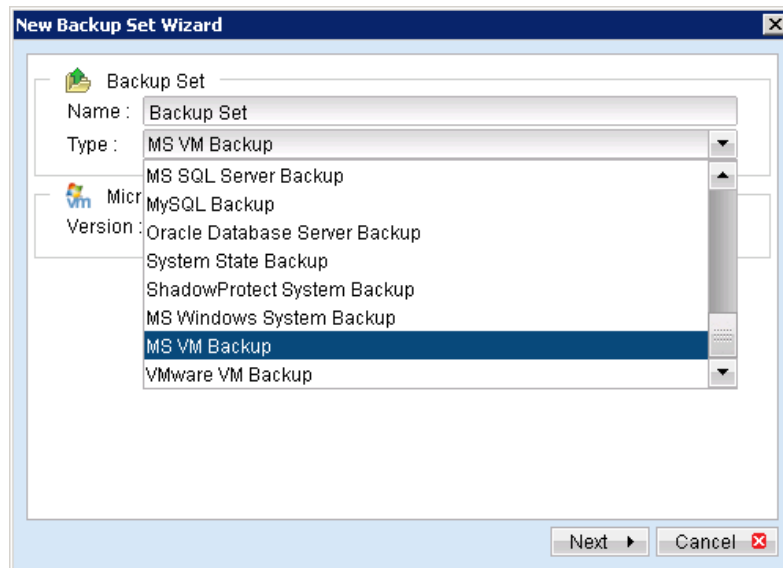 New Backup Set Wizard
Backup Set
Name : Backup Set
Type : MS VM Backup
MS SQL Server Backup
MySQL Backup
Oracle Database Server Backup
System State Backup
ShadowProtect System Backup
MS Windows System Backup
MS VM Backup
VMware VM Backup
vm Micr
Version :
Next Cancel